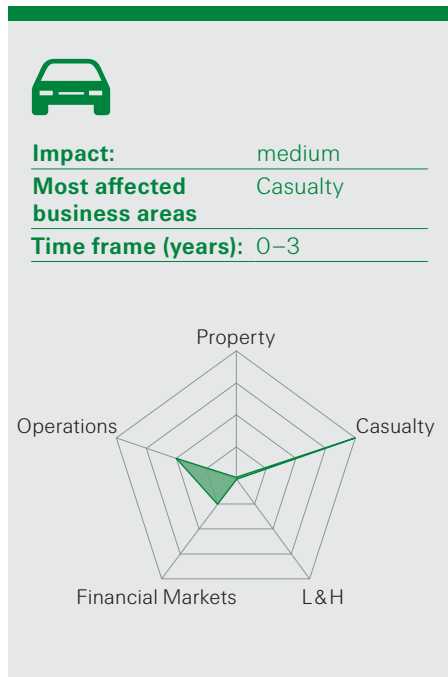 Impact: medium
Most affected Casualty
business areas
Time frame (years): 0–3
Property
Operations
Casualty
Financial Markets
L&H